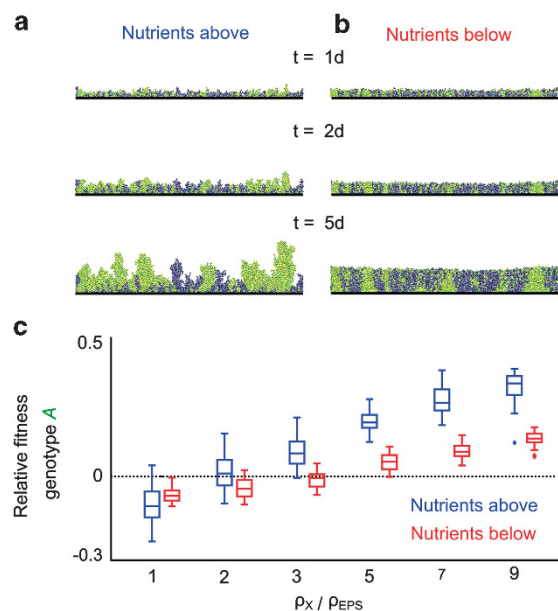 a b
Nutrients above Nutrients below
t = 1d
t = 2d
t = 5d
c
0.5
0
-0.3
Relative fitness
genotype A
Nutrients above
Nutrients below
1 2 3 5 7 9
ρX / ρEPS